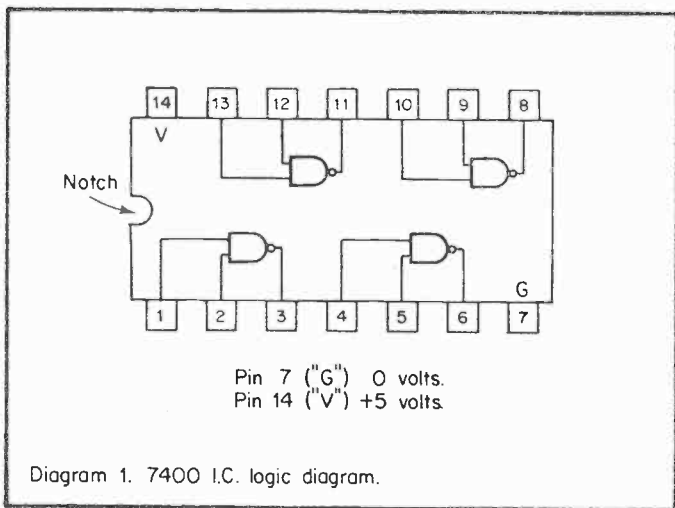 14 13 12 11 10 9 8
V
Notch
G
1 2 3 4 5 6 7
Pin 7 ("G") 0 volts.
Pin 14 ("V") +5 volts.
Diagram 1. 7400 I.C. logic diagram.